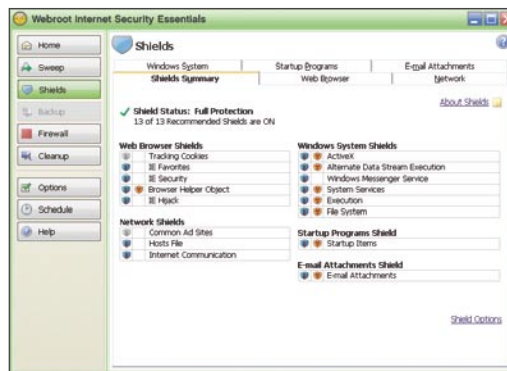 Webroot Internet Security Essentials
Home
Sweep
Shields
Backup
Firewall
Cleanup
Options
Schedule
Help
Shields
Windows System
Startup Programs
E-mail Attachments
Shields Summary
Web Browser
Network
About Shields
Shield Status: Full Protection
13 of 13 Recommended Shields are ON
Web Browser Shields
Tracking Cookies
IE Favorites
IE Security
Browser Helper Object
IE Hijack
Network Shields
Common Ad Sites
Hosts File
Internet Communication
Windows System Shields
ActiveX
Alternate Data Stream Execution
Windows Messenger Service
System Services
Execution
File System
Startup Programs Shield
Startup Items
E-mail Attachments Shield
E-mail Attachments
Shield Options